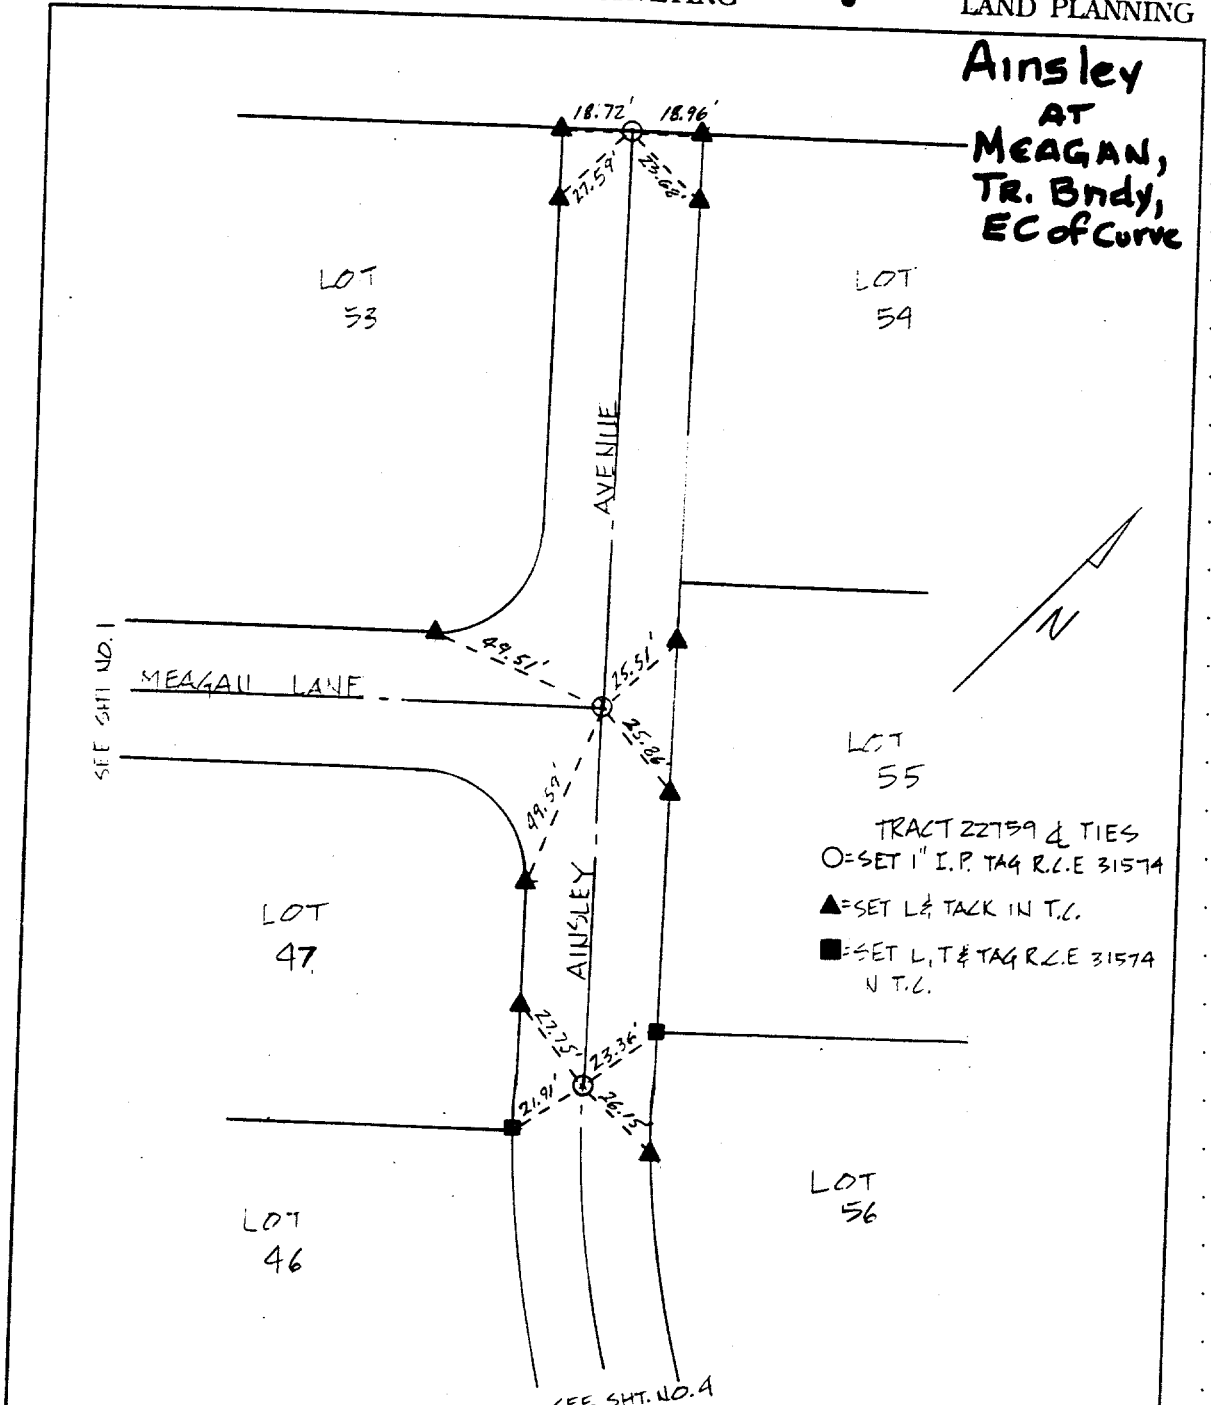 LAND PLANNING
Ainsley
AT
MEAGAN,
TR. Bndy,
EC of Curve
18.72' 18.96'
27.59' 23.68'
LOT
53
LOT
54
AVENUE
N
SEE SHT NO. 1
MEAGAN LANE
49.51'
25.51'
25.86'
49.59'
LOT
55
TRACT 22759 & TIES
O=SET 1" I.P. TAG R.C.E 31574
▲=SET L & TACK IN T.C.
■=SET L, T & TAG R.C.E 31574
N T.C.
LOT
47
AINSLEY
27.75'
23.36'
21.91'
26.15'
LOT
56
LOT
46
SEE SHT. NO. 4